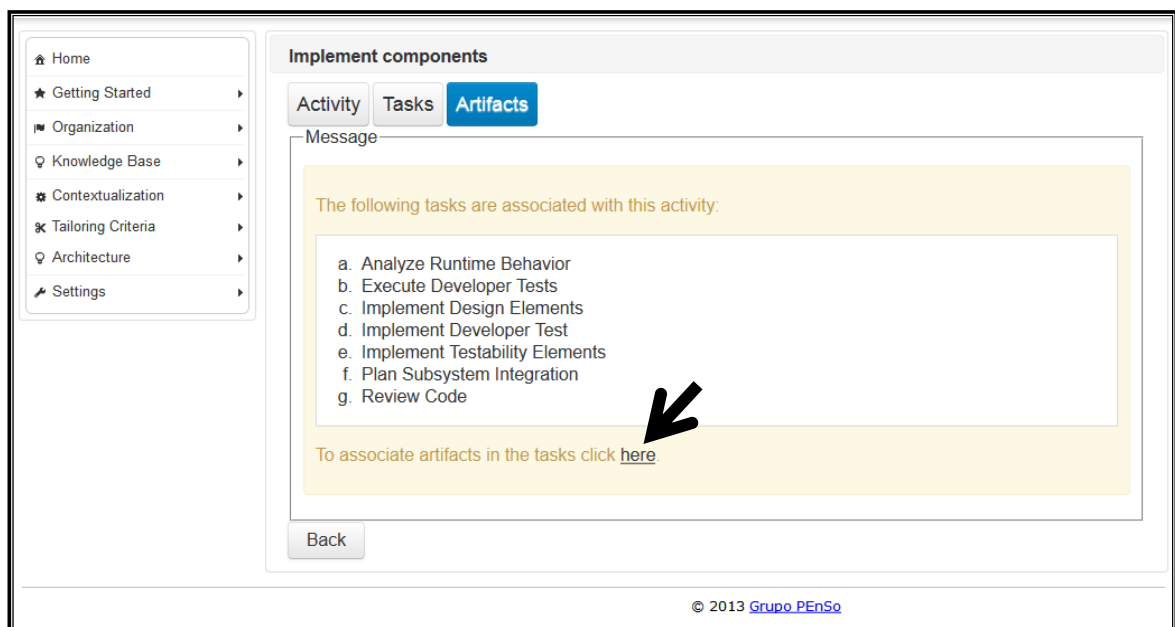 Home
Getting Started
Organization
Knowledge Base
Contextualization
Tailoring Criteria
Architecture
Settings
Implement components
Activity Tasks Artifacts
Message
The following tasks are associated with this activity:
a. Analyze Runtime Behavior
b. Execute Developer Tests
c. Implement Design Elements
d. Implement Developer Test
e. Implement Testability Elements
f. Plan Subsystem Integration
g. Review Code
To associate artifacts in the tasks click here.
Back
© 2013 Grupo PEnSo